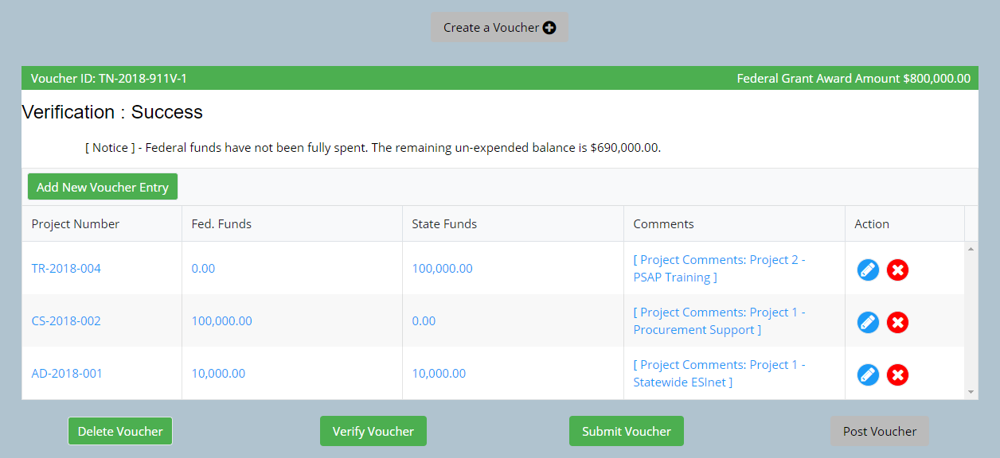 Create a Voucher
Voucher ID: TN-2018-911V-1 Federal Grant Award Amount $800,000.00
Verification : Success
[ Notice ] - Federal funds have not been fully spent. The remaining un-expended balance is $690,000.00.
Add New Voucher Entry
Project Number Fed. Funds State Funds Comments Action
TR-2018-004 0.00 100,000.00 [ Project Comments: Project 2 -
PSAP Training ]
CS-2018-002 100,000.00 0.00 [ Project Comments: Project 1 -
Procurement Support ]
AD-2018-001 10,000.00 10,000.00 [ Project Comments: Project 1 -
Statewide ESInet ]
Delete Voucher Verify Voucher Submit Voucher Post Voucher